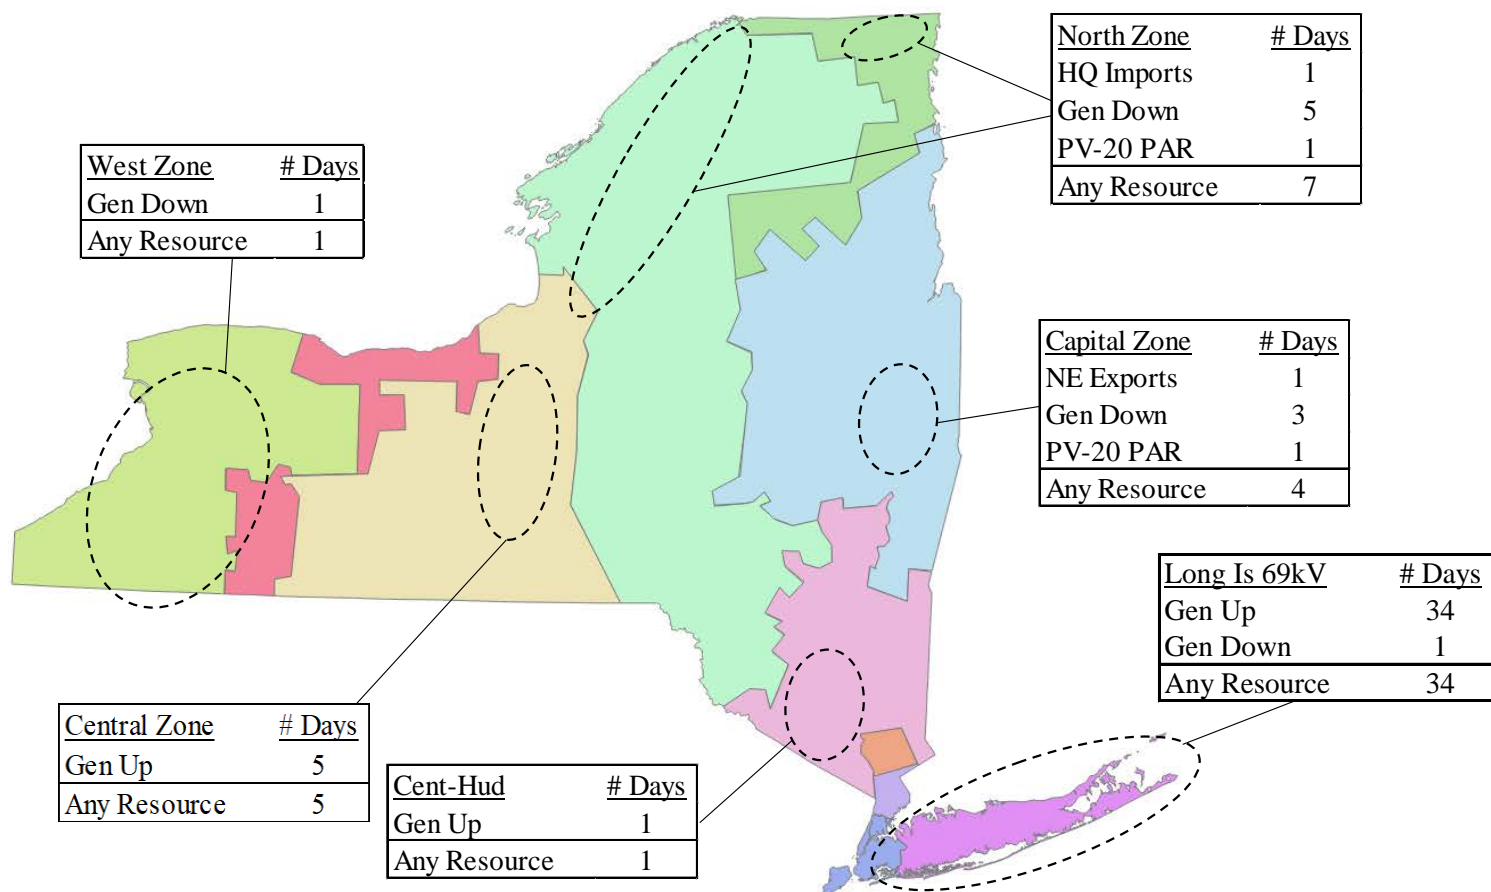 North Zone # Days
HQ Imports 1
Gen Down 5
PV-20 PAR 1
Any Resource 7
West Zone # Days
Gen Down 1
Any Resource 1
Capital Zone # Days
NE Exports 1
Gen Down 3
PV-20 PAR 1
Any Resource 4
Long Is 69kV # Days
Gen Up 34
Gen Down 1
Any Resource 34
Central Zone # Days
Gen Up 5
Any Resource 5
Cent-Hud # Days
Gen Up 1
Any Resource 1